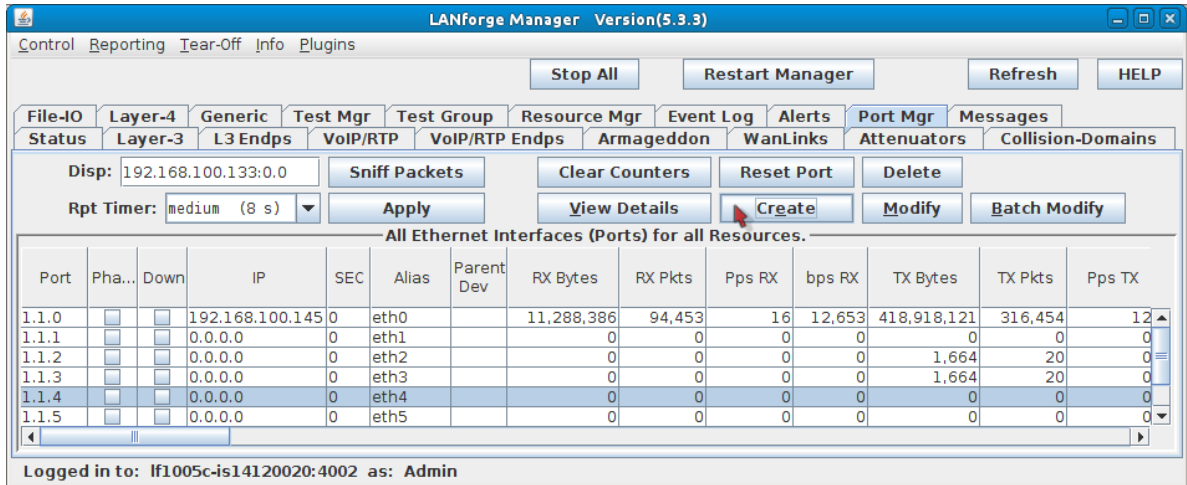 LANforge Manager Version(5.3.3)
Control Reporting Tear-Off Info Plugins
Stop All Restart Manager Refresh HELP
File-IO Layer-4 Generic Test Mgr Test Group Resource Mgr Event Log Alerts Port Mgr Messages
Status Layer-3 L3 Endps VoIP/RTP VoIP/RTP Endps Armageddon WanLinks Attenuators Collision-Domains
Disp: 192.168.100.133:0.0 Sniff Packets Clear Counters Reset Port Delete
Rpt Timer: medium (8 s) Apply View Details Create Modify Batch Modify
All Ethernet Interfaces (Ports) for all Resources.
Port Pha... Down IP SEC Alias Parent Dev RX Bytes RX Pkts Pps RX bps RX TX Bytes TX Pkts Pps TX
1.1.0 192.168.100.145 0 eth0 11,288,386 94,453 16 12,653 418,918,121 316,454 12
1.1.1 0.0.0.0 0 eth1 0 0 0 0 0 0 0
1.1.2 0.0.0.0 0 eth2 0 0 0 0 1,664 20 0
1.1.3 0.0.0.0 0 eth3 0 0 0 0 1,664 20 0
1.1.4 0.0.0.0 0 eth4 0 0 0 0 0 0 0
1.1.5 0.0.0.0 0 eth5 0 0 0 0 0 0 0
Logged in to: lf1005c-is14120020:4002 as: Admin